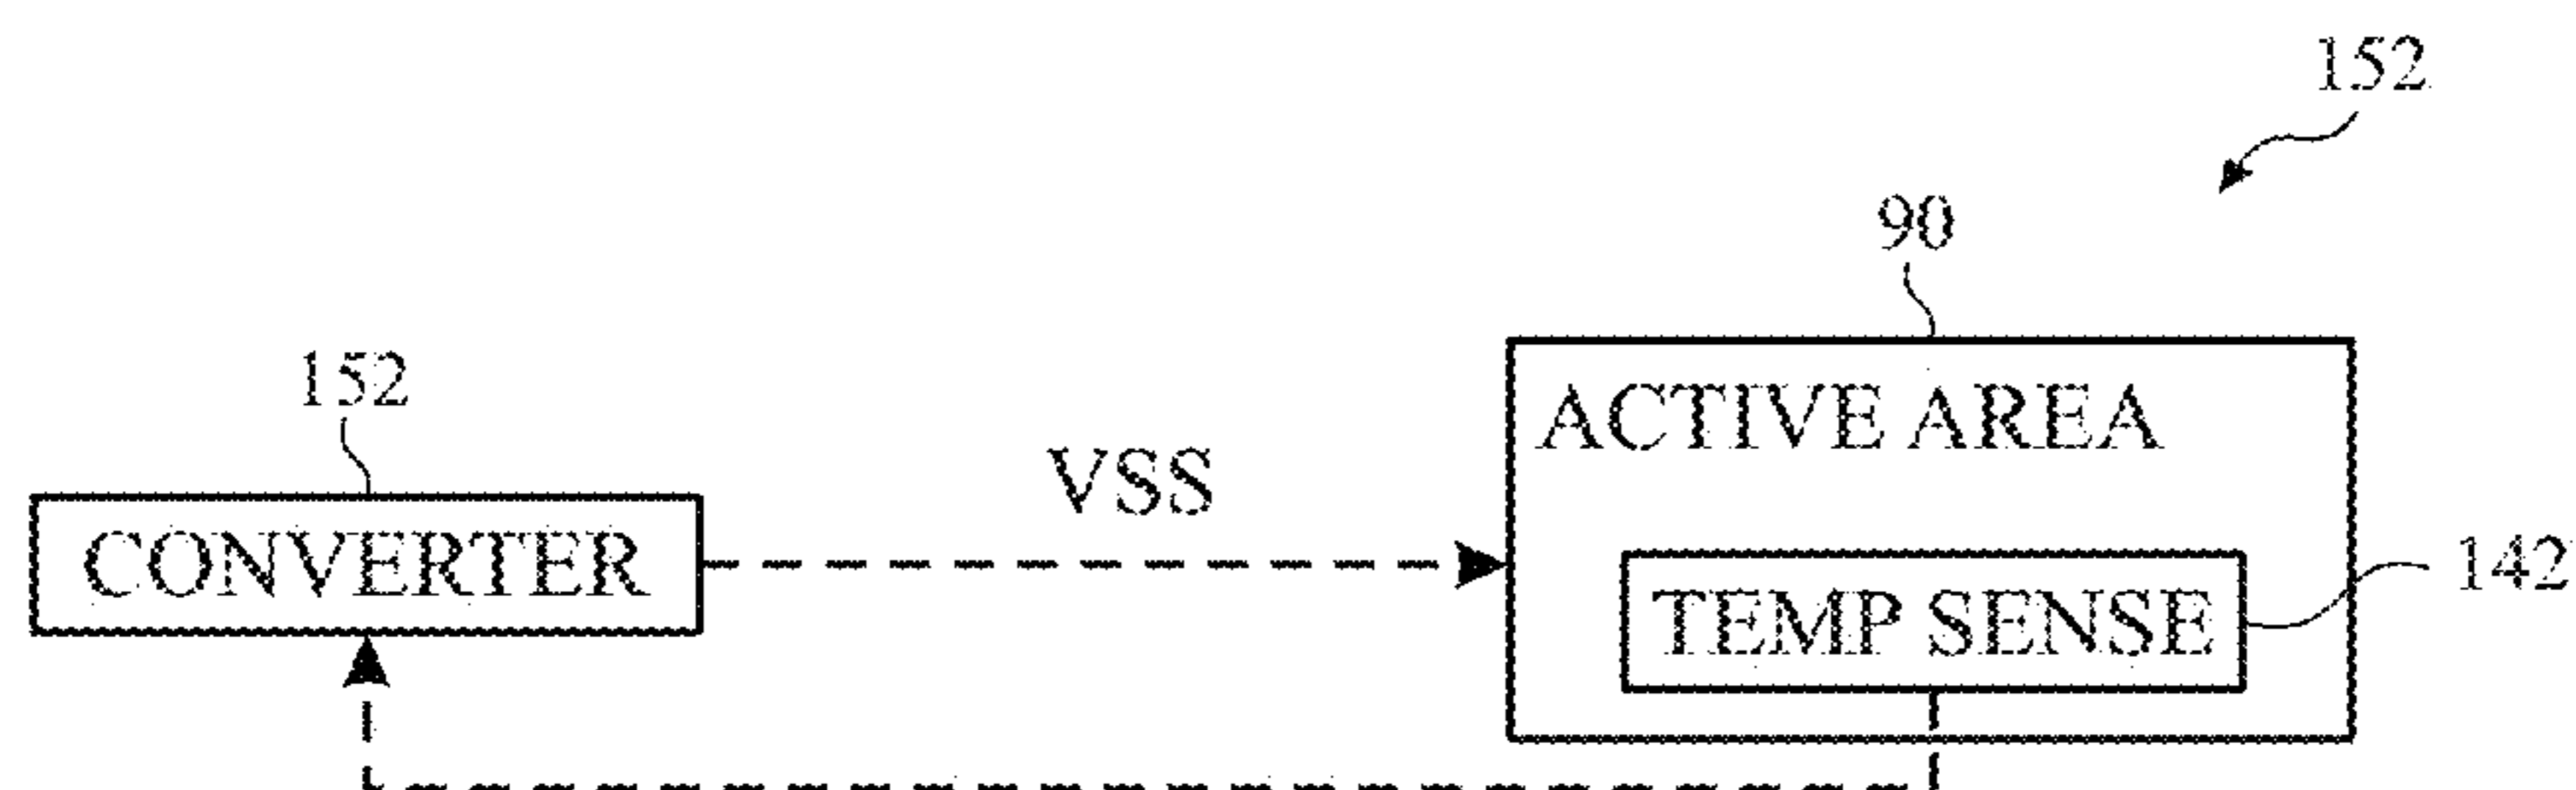 152
90
152
ACTIVE AREA
VSS
CONVERTER
142
TEMP SENSE